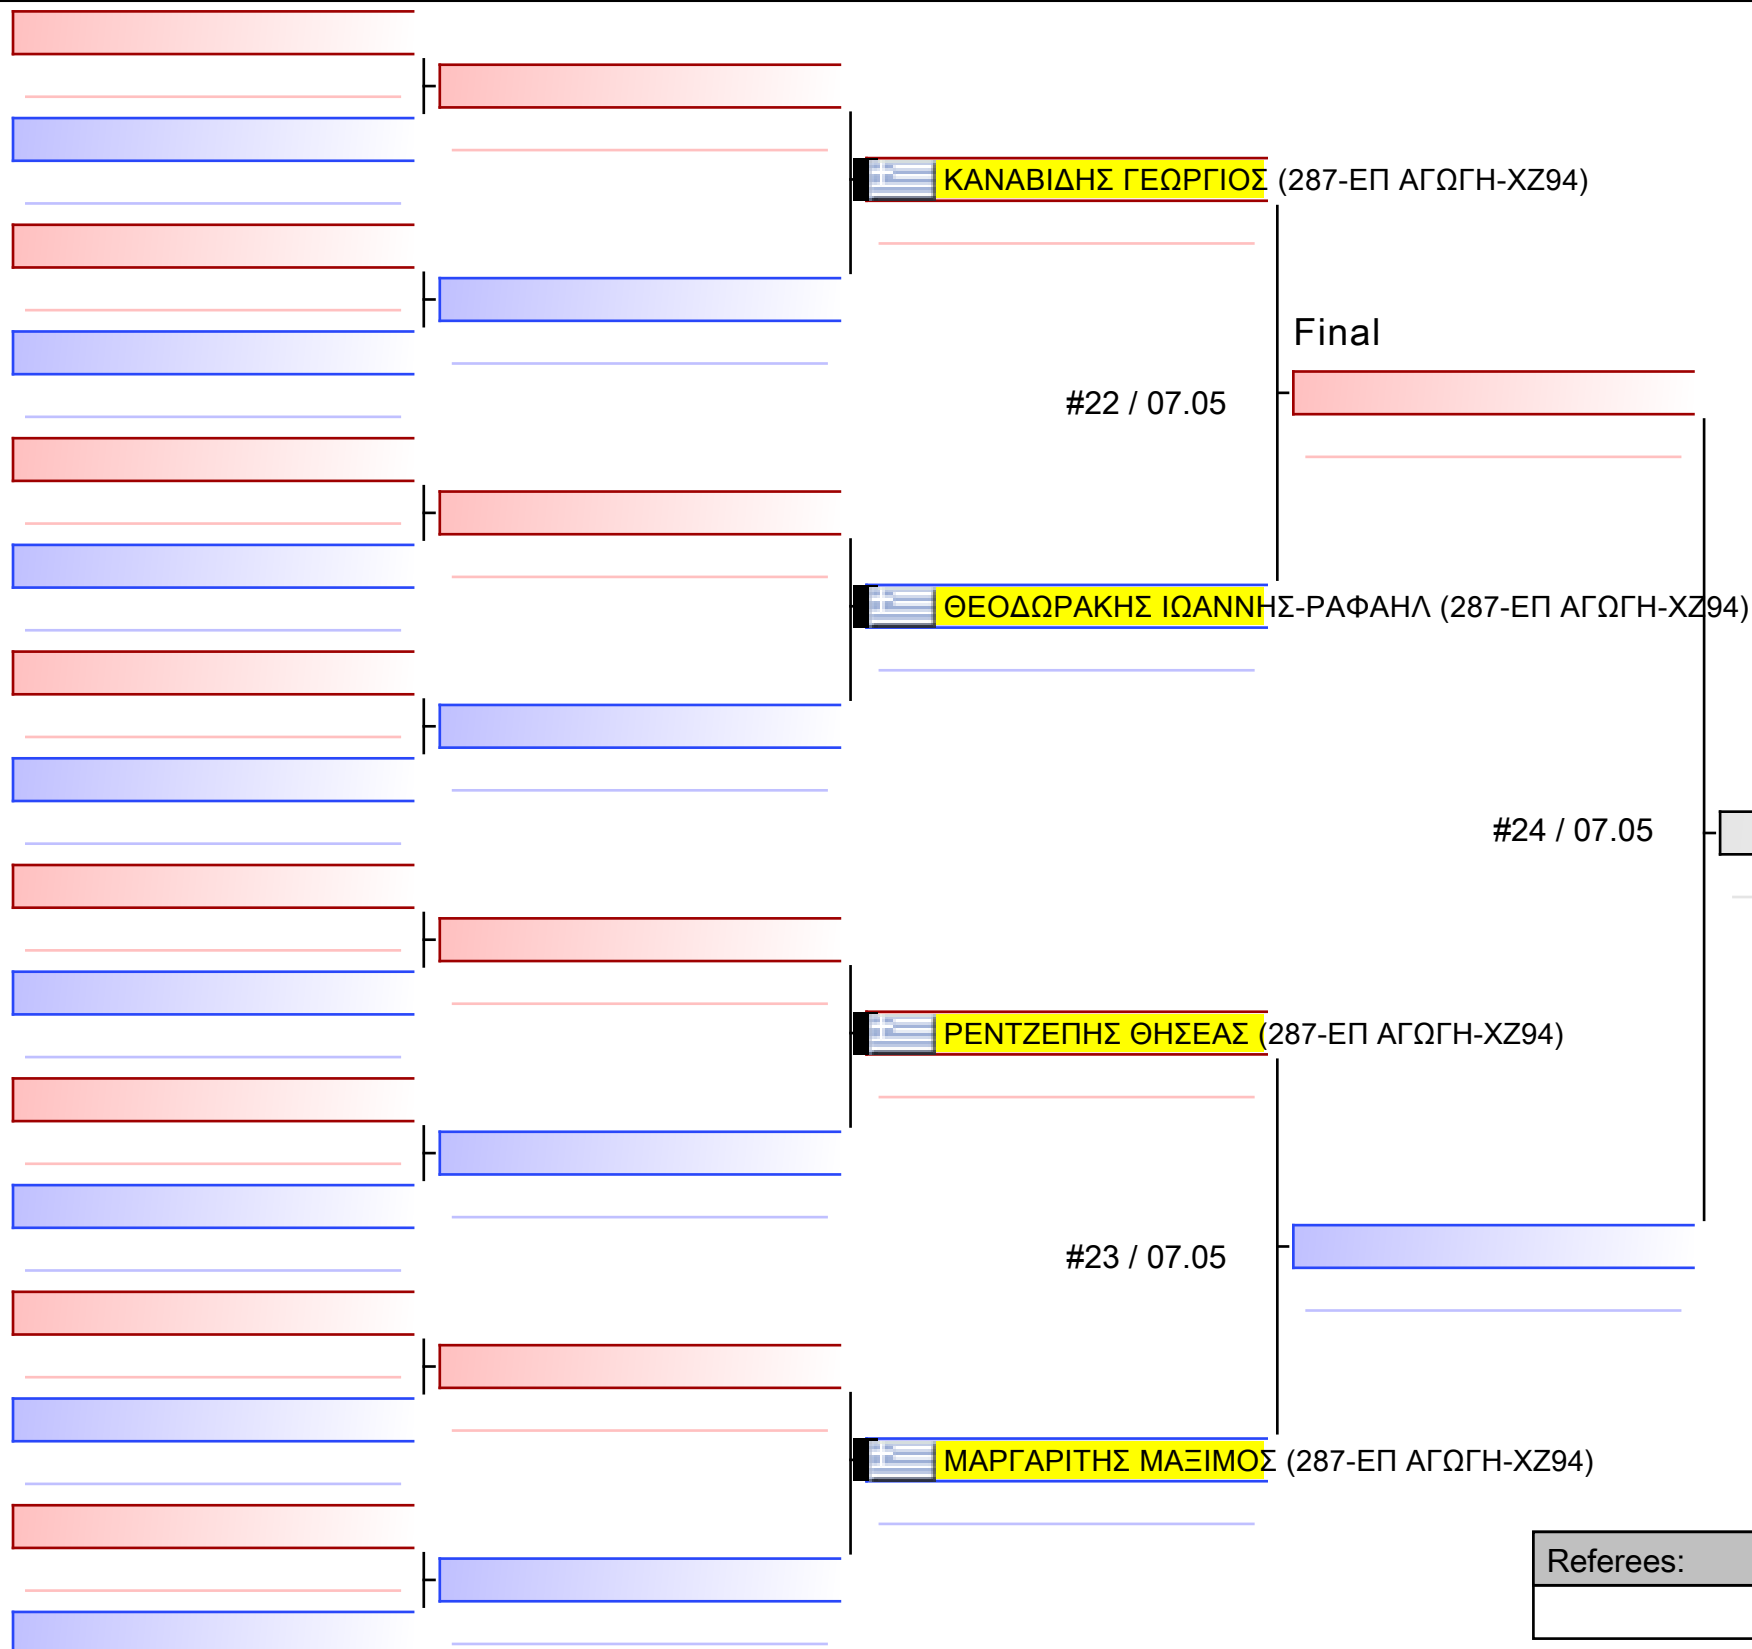 ΚΑΝΑΒΙΔΗΣ ΓΕΩΡΓΙΟΣ (287-ΕΠ ΑΓΩΓΗ-ΧΖ94)
Final
#22 / 07.05
ΘΕΟΔΩΡΑΚΗΣ ΙΩΑΝΝΗΣ-ΡΑΦΑΗΛ (287-ΕΠ ΑΓΩΓΗ-ΧΖ94)
#24 / 07.05
ΡΕΝΤΖΕΠΗΣ ΘΗΣΕΑΣ (287-ΕΠ ΑΓΩΓΗ-ΧΖ94)
#23 / 07.05
ΜΑΡΓΑΡΙΤΗΣ ΜΑΞΙΜΟΣ (287-ΕΠ ΑΓΩΓΗ-ΧΖ94)
Referees: